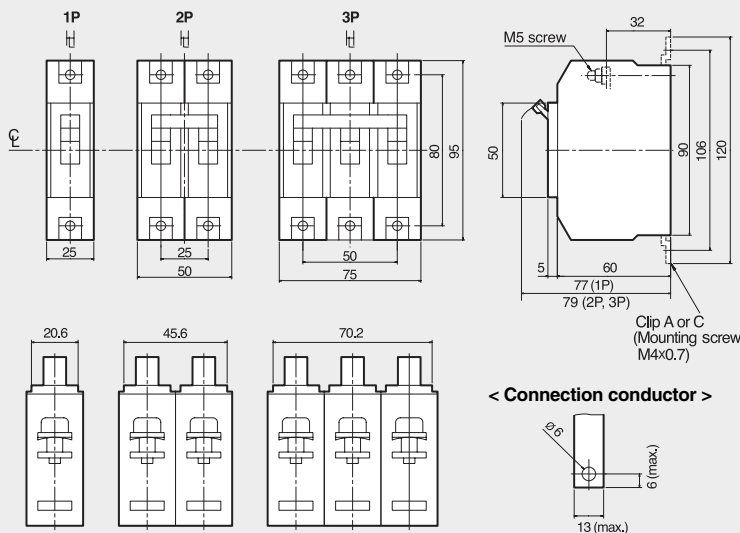 1P
2P
3P
32
M5 screw
℄
80
95
50
90
106
120
25
25
50
50
75
5
60
77 (1P)
79 (2P, 3P)
Clip A or C
(Mounting screw
M4x0.7)
20.6
45.6
70.2
< Connection conductor >
ø6
6 (max.)
13 (max.)